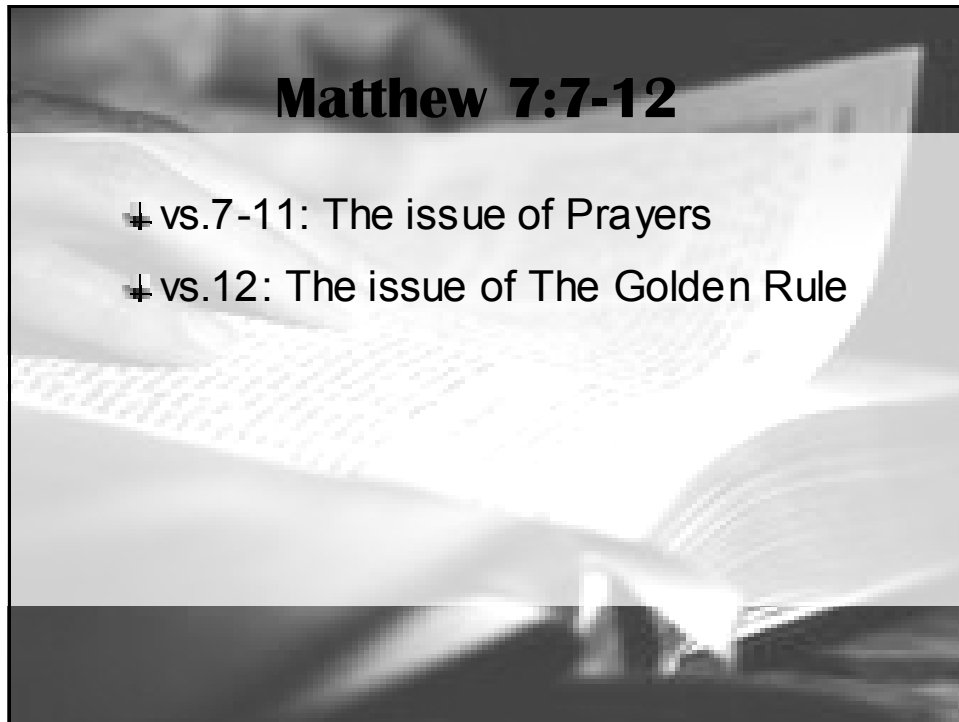 Matthew 7:7-12
vs.7-11: The issue of Prayers
vs.12: The issue of The Golden Rule